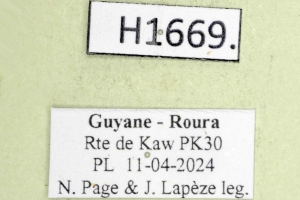 H1669.
Guyane - Roura
Rte de Kaw PK30
PL 11-04-2024
N. Page & J. Lapèze leg.